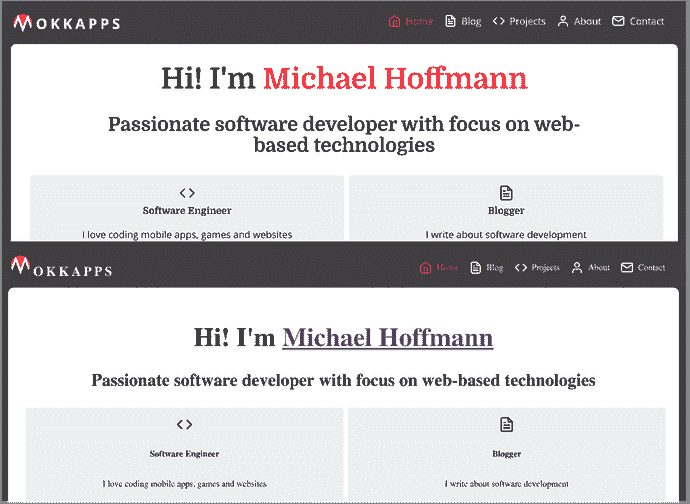 MOKKAPPS
Home Blog Projects About Contact
Hi! I'm Michael Hoffmann
Passionate software developer with focus on web-
based technologies
Software Engineer Blogger
I love coding mobile apps, games and websites I write about software development
MOKKAPPS
Home Blog Projects About Contact
Hi! I'm Michael Hoffmann
Passionate software developer with focus on web-based technologies
Software Engineer Blogger
I love coding mobile apps, games and websites I write about software development